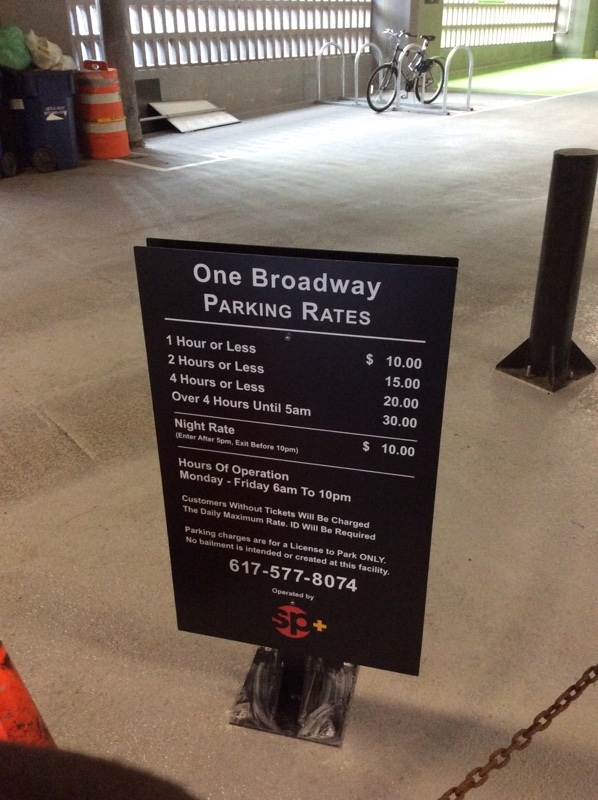 One Broadway
PARKING RATES
1 Hour or Less $ 10.00
2 Hours or Less 15.00
4 Hours or Less 20.00
Over 4 Hours Until 5am 30.00
Night Rate $ 10.00
(Enter After 5pm, Exit Before 10pm)
Hours Of Operation
Monday - Friday 6am To 10pm
Customers Without Tickets Will Be Charged
The Daily Maximum Rate. ID Will Be Required
Parking charges are for a License to Park ONLY.
No bailment is intended or created at this facility.
617-577-8074
Operated by
sp+